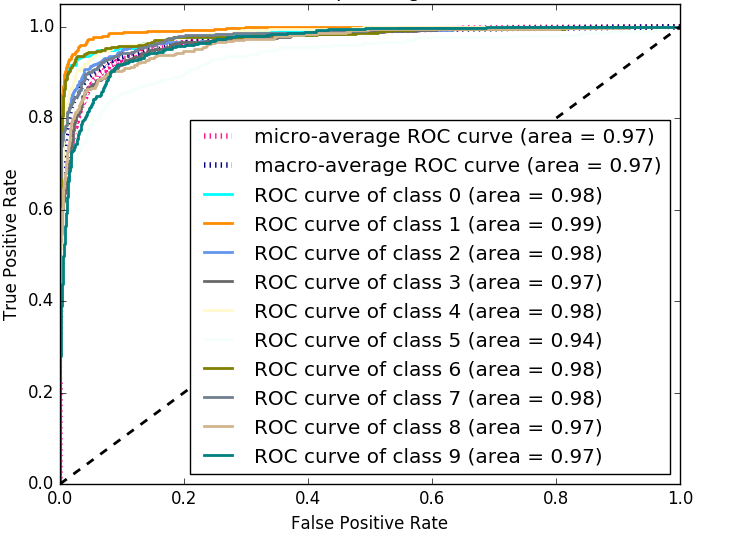 1.0
0.8
0.6
0.4
0.2
0.0
True Positive Rate
micro-average ROC curve (area = 0.97)
macro-average ROC curve (area = 0.97)
ROC curve of class 0 (area = 0.98)
ROC curve of class 1 (area = 0.99)
ROC curve of class 2 (area = 0.98)
ROC curve of class 3 (area = 0.97)
ROC curve of class 4 (area = 0.98)
ROC curve of class 5 (area = 0.94)
ROC curve of class 6 (area = 0.98)
ROC curve of class 7 (area = 0.98)
ROC curve of class 8 (area = 0.97)
ROC curve of class 9 (area = 0.97)
0.0 0.2 0.4 0.6 0.8 1.0
False Positive Rate